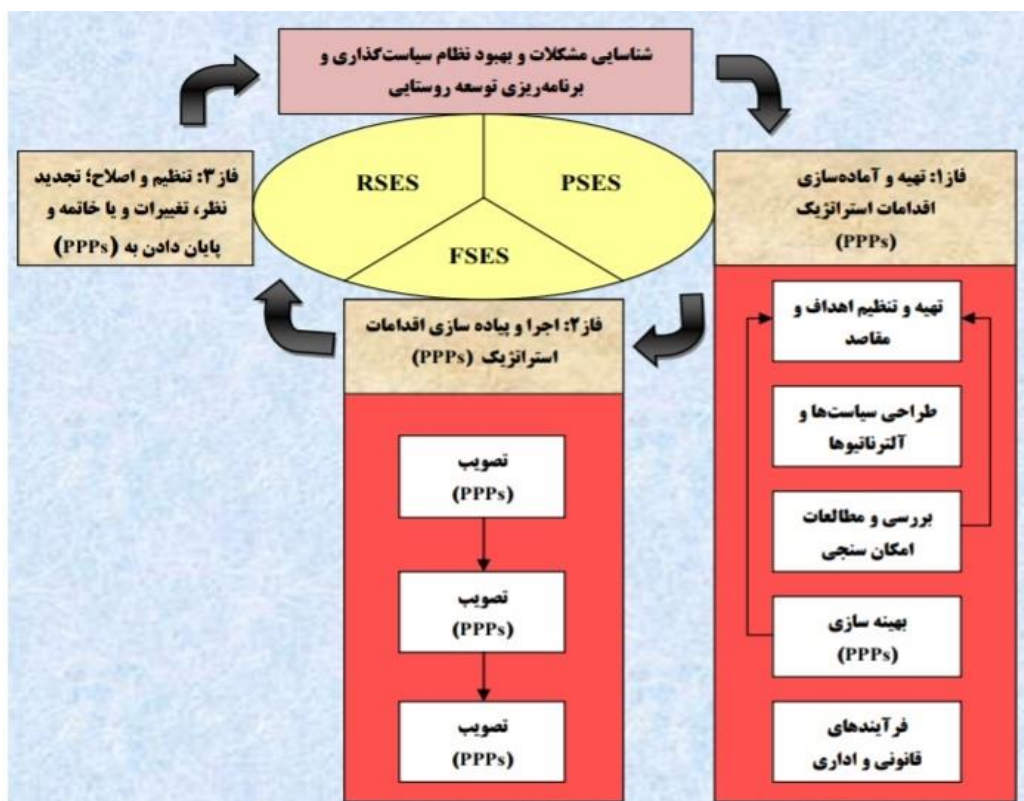 شناسایی مشکلات و بهبود نظام سیاست‌گذاری و
برنامه‌ریزی توسعه روستایی
فاز۱: تهیه و آماده‌سازی
اقدامات استراتژیک
(PPPs)
تهیه و تنظیم اهداف و
مقاصد
طراحی سیاست‌ها و
آلترناتیوها
بررسی و مطالعات
امکان سنجی
بهینه سازی
(PPPs)
فرآیندهای
قانونی و اداری
PSES
RSES
FSES
فاز۲: اجرا و پیاده سازی اقدامات
استراتژیک (PPPs)
تصویب
(PPPs)
تصویب
(PPPs)
تصویب
(PPPs)
فاز۳: تنظیم و اصلاح؛ تجدید
نظر، تغییرات و یا خاتمه و
پایان دادن به (PPPs)